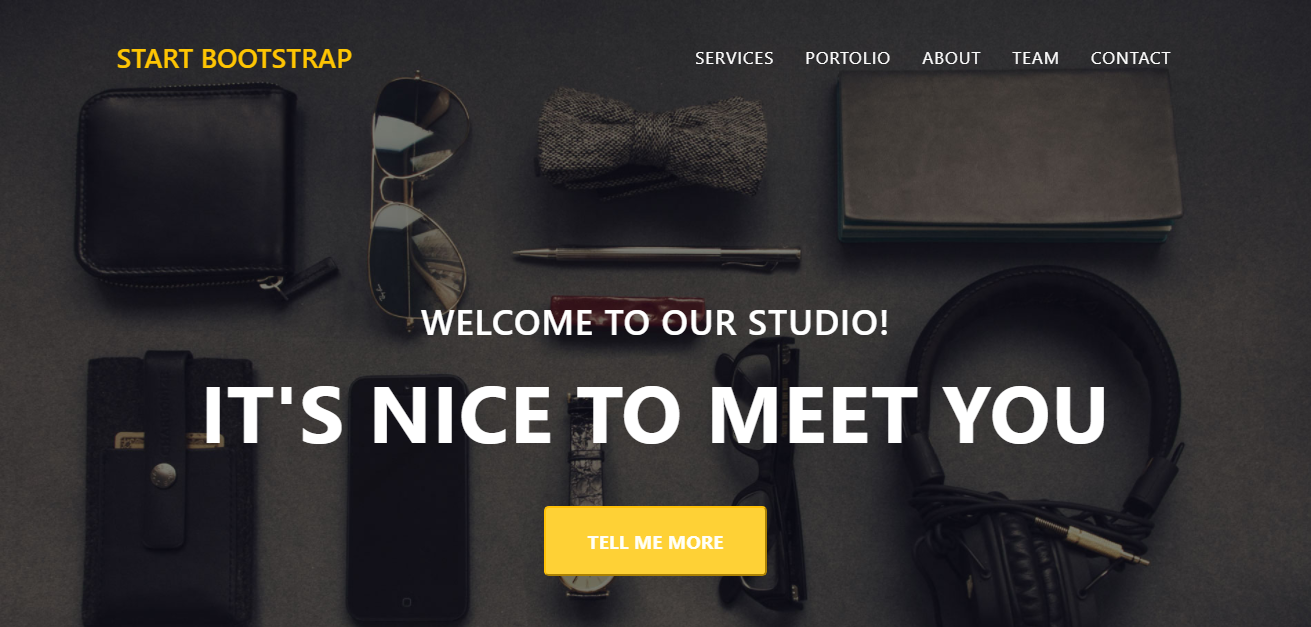 START BOOTSTRAP
SERVICES PORTOLIO ABOUT TEAM CONTACT
WELCOME TO OUR STUDIO!
IT'S NICE TO MEET YOU
TELL ME MORE